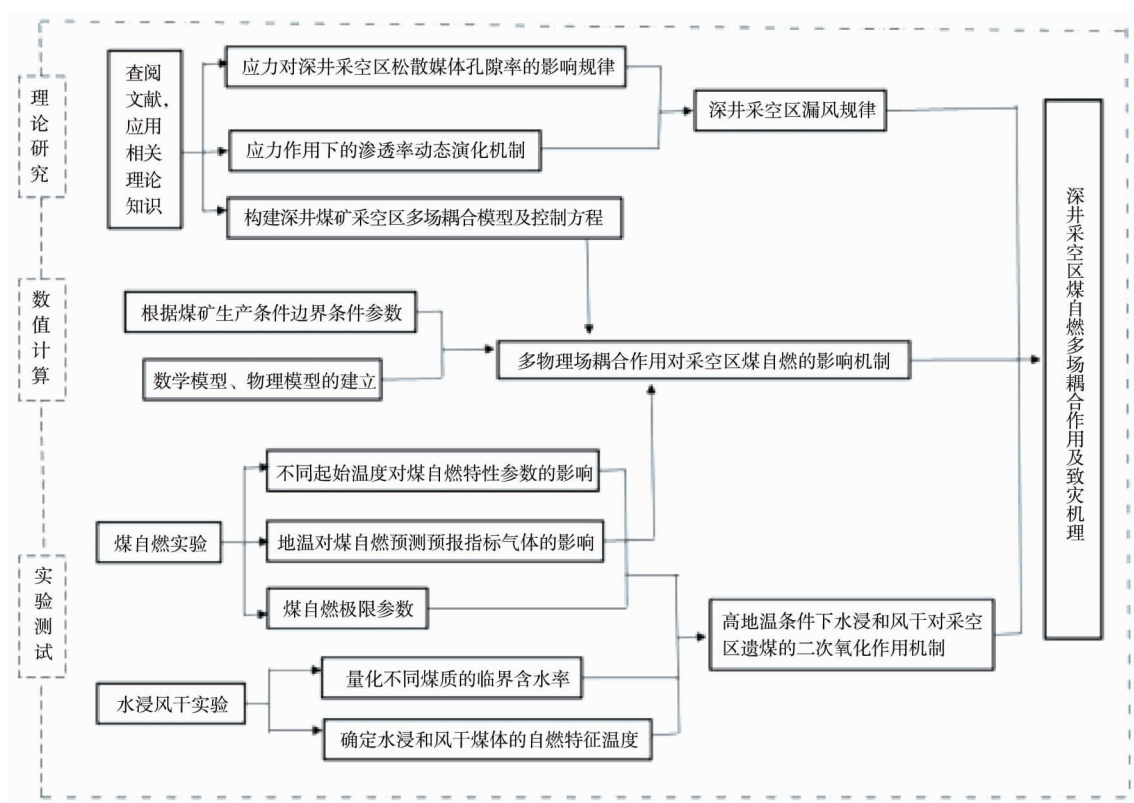 理论研究
查阅
文献，
应用
相关
理论
知识
应力对深井采空区松散媒体孔隙率的影响规律
应力作用下的渗透率动态演化机制
构建深井煤矿采空区多场耦合模型及控制方程
深井采空区漏风规律
数值计算
根据煤矿生产条件边界条件参数
数学模型、物理模型的建立
多物理场耦合作用对采空区煤自燃的影响机制
实验测试
煤自燃实验
不同起始温度对煤自燃特性参数的影响
地温对煤自燃预测预报指标气体的影响
煤自燃极限参数
水浸风干实验
量化不同煤质的临界含水率
确定水浸和风干煤体的自燃特征温度
高地温条件下水浸和风干对采空
区遗煤的二次氧化作用机制
深井采空区煤自燃多场耦合作用及致灾机理